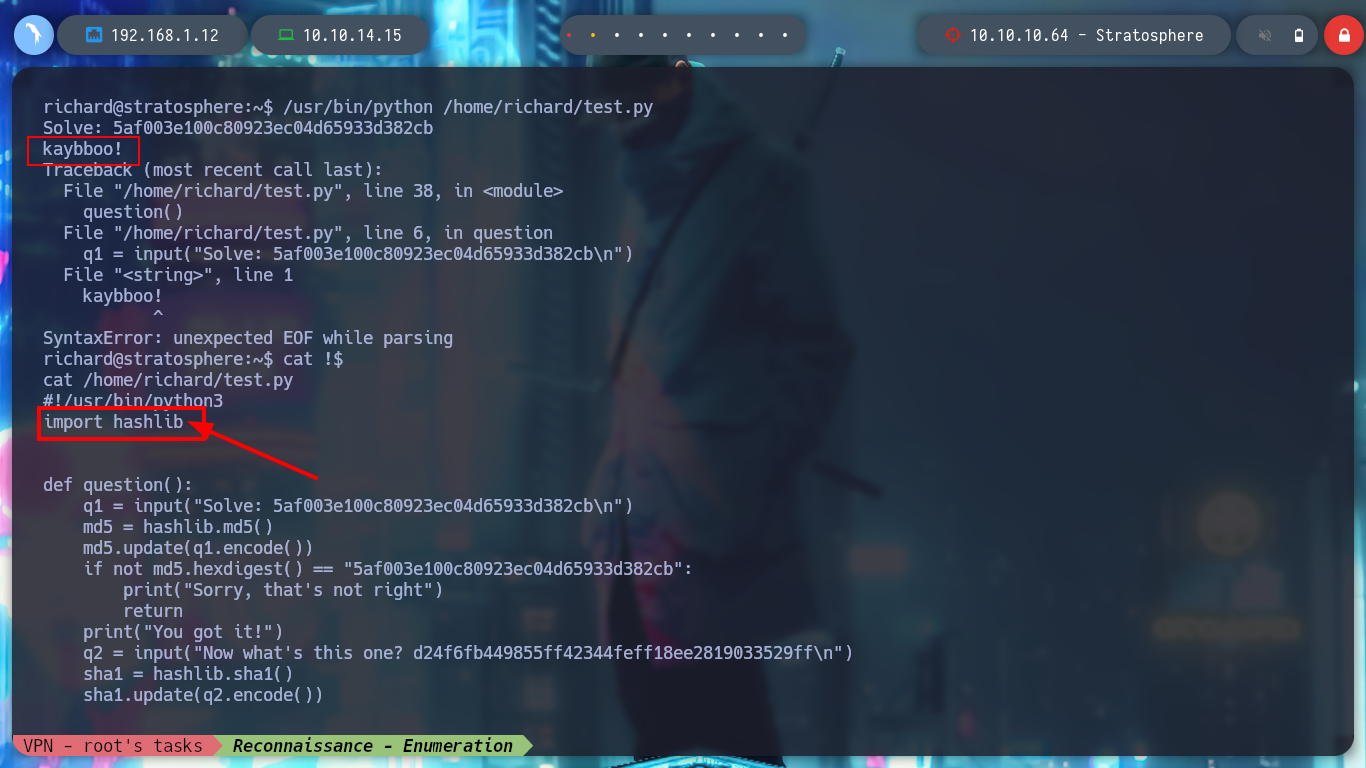 192.168.1.12
10.10.14.15
10.10.10.64 - Stratosphere
richard@stratosphere:~$ /usr/bin/python /home/richard/test.py
Solve: 5af003e100c80923ec04d65933d382cb
kaybboo!
Traceback (most recent call last):
  File "/home/richard/test.py", line 38, in <module>
    question()
  File "/home/richard/test.py", line 6, in question
    q1 = input("Solve: 5af003e100c80923ec04d65933d382cb\n")
  File "<string>", line 1
    kaybboo!
           ^
SyntaxError: unexpected EOF while parsing
richard@stratosphere:~$ cat !$
cat /home/richard/test.py
#!/usr/bin/python3
import hashlib
def question():
    q1 = input("Solve: 5af003e100c80923ec04d65933d382cb\n")
    md5 = hashlib.md5()
    md5.update(q1.encode())
    if not md5.hexdigest() == "5af003e100c80923ec04d65933d382cb":
        print("Sorry, that's not right")
        return
    print("You got it!")
    q2 = input("Now what's this one? d24f6fb449855ff42344feff18ee2819033529ff\n")
    sha1 = hashlib.sha1()
    sha1.update(q2.encode())
VPN - root's tasks
Reconnaissance - Enumeration